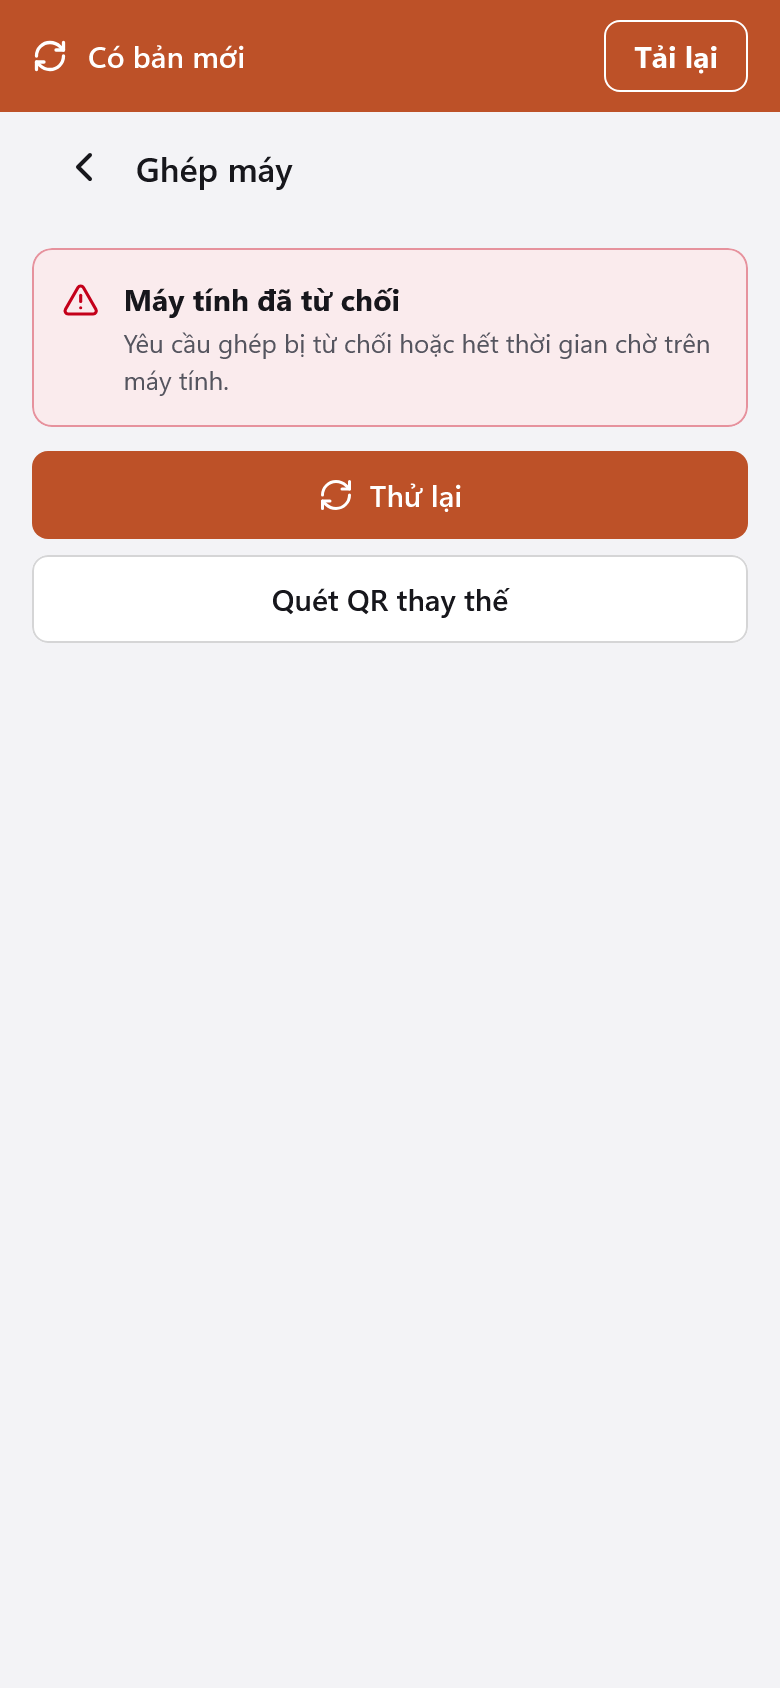 Có bản mới
Tải lại
Ghép máy
Máy tính đã từ chối
Yêu cầu ghép bị từ chối hoặc hết thời gian chờ trên
máy tính.
Thử lại
Quét QR thay thế